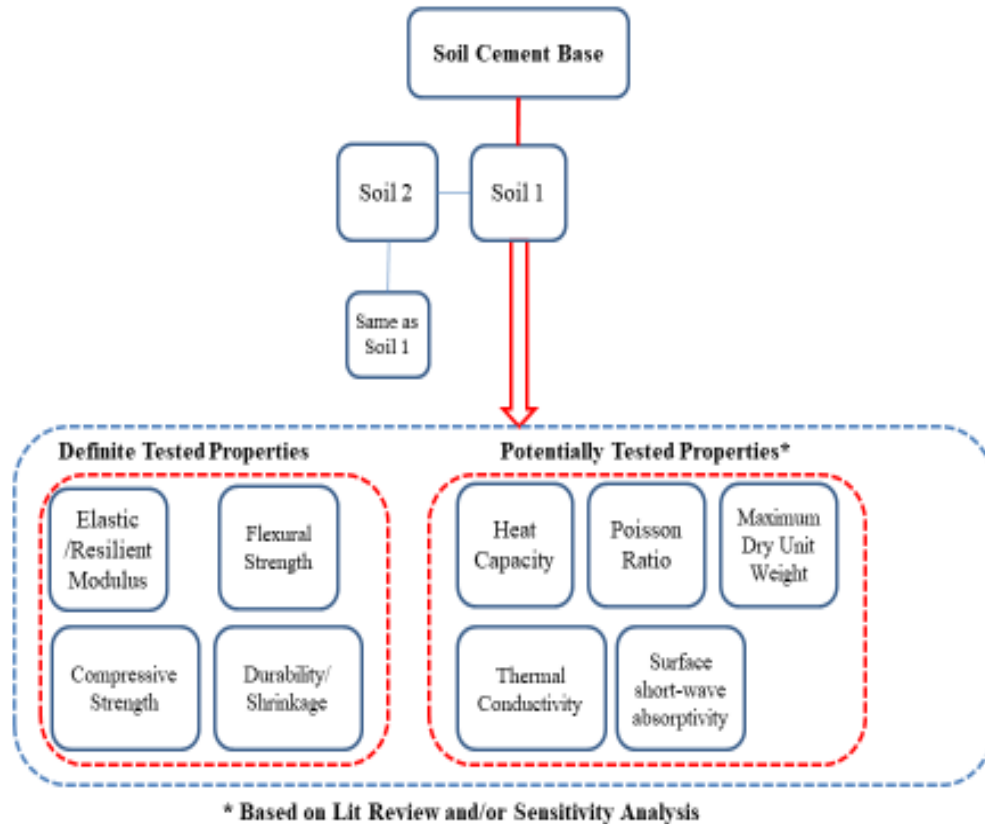 Soil Cement Base
Soil 2
Soil 1
Same as
Soil 1
Definite Tested Properties
Potentially Tested Properties*
Elastic
/Resilient
Modulus
Flexural
Strength
Compressive
Strength
Durability/
Shrinkage
Heat
Capacity
Poisson
Ratio
Maximum
Dry Unit
Weight
Thermal
Conductivity
Surface
short-wave
absorptivity
* Based on Lit Review and/or Sensitivity Analysis